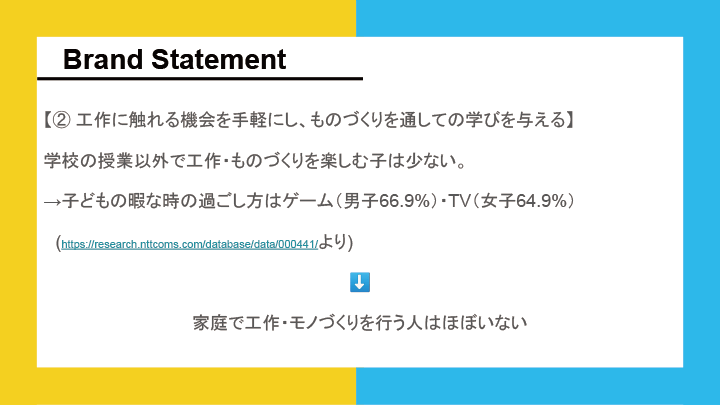 Brand Statement
【② 工作に触れる機会を手軽にし、ものづくりを通しての学びを与える】
学校の授業以外で工作・ものづくりを楽しむ子は少ない。
→子どもの暇な時の過ごし方はゲーム（男子66.9%）・TV（女子64.9%）
(https://research.nttcoms.com/database/data/000441/より)
⬇
家庭で工作・モノづくりを行う人はほぼいない